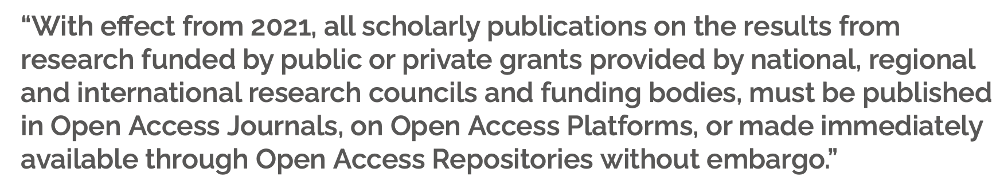 “With effect from 2021, all scholarly publications on the results from
research funded by public or private grants provided by national, regional
and international research councils and funding bodies, must be published
in Open Access Journals, on Open Access Platforms, or made immediately
available through Open Access Repositories without embargo.”